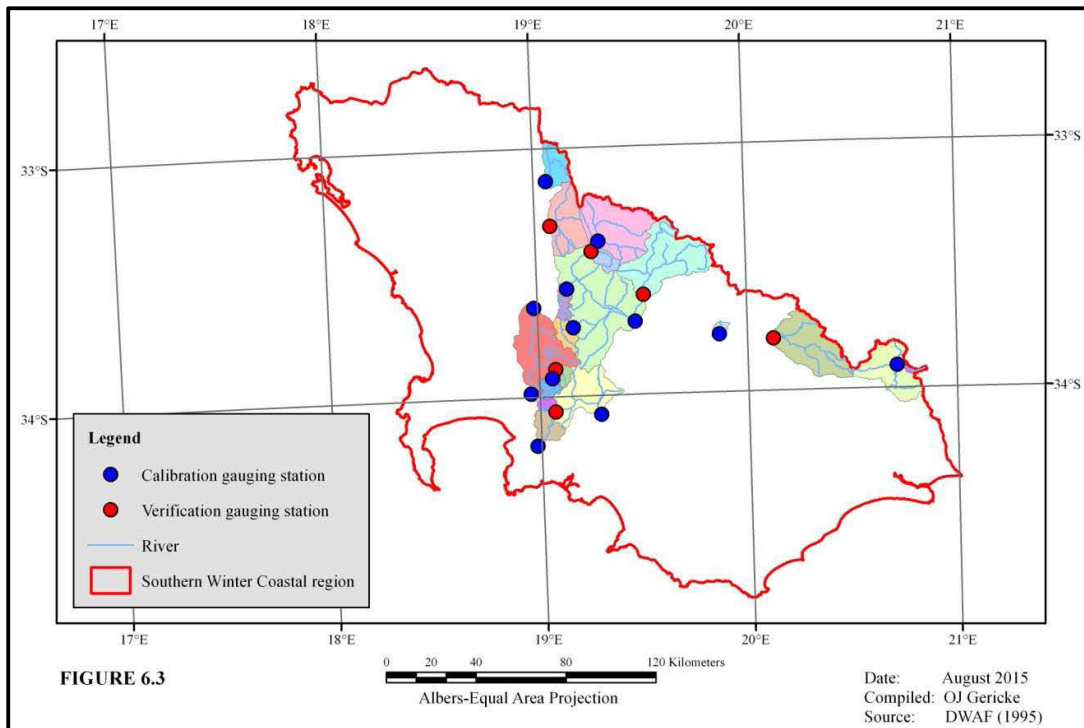 17°E 18°E 19°E 20°E 21°E
33°S 33°S
34°S 34°S
Legend
Calibration gauging station
Verification gauging station
River
Southern Winter Coastal region
17°E 18°E 19°E 20°E 21°E
FIGURE 6.3
0 20 40 80 120 Kilometers
Albers-Equal Area Projection
Date: August 2015
Compiled: OJ Gericke
Source: DWAF (1995)